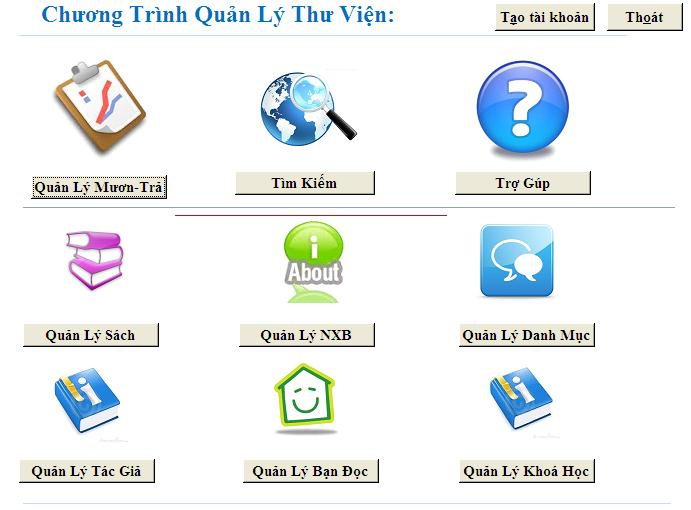 Chương Trình Quản Lý Thư Viện:
Tạo tài khoản
Thoát
Quản Lý Mươn-Trả
Tìm Kiếm
Trợ Gúp
i
About
Quản Lý Sách
Quản Lý NXB
Quản Lý Danh Mục
Quản Lý Tác Giả
Quản Lý Bạn Đọc
Quản Lý Khoá Học